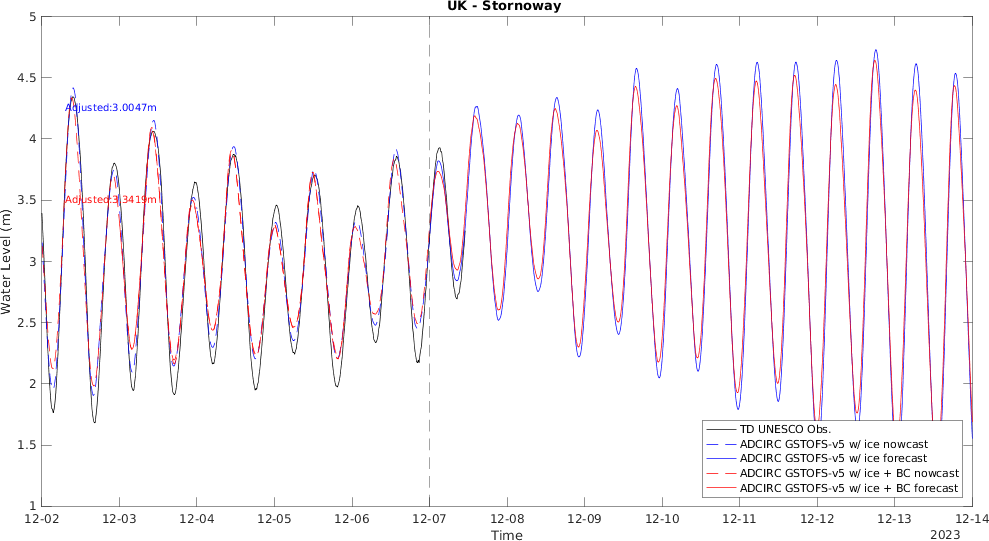 UK - Stornoway
5
4.5
4
3.5
3
2.5
2
1.5
1
Water Level (m)
Adjusted:3.0047m
Adjusted:3.3419m
TD UNESCO Obs.
ADCIRC GSTOFS-v5 w/ ice nowcast
ADCIRC GSTOFS-v5 w/ ice forecast
ADCIRC GSTOFS-v5 w/ ice + BC nowcast
ADCIRC GSTOFS-v5 w/ ice + BC forecast
12-02 12-03 12-04 12-05 12-06 12-07 12-08 12-09 12-10 12-11 12-12 12-13 12-14
Time
2023